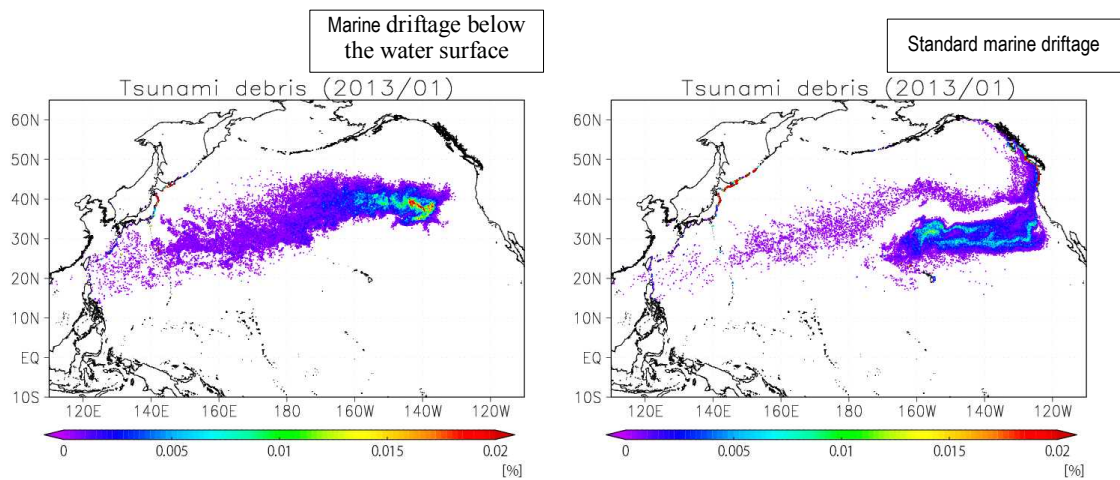 Marine driftage below
the water surface
Tsunami debris (2013/01)
60N
50N
40N
30N
20N
10N
EQ
10S
120E 140E 160E 180 160W 140W 120W
0 0.005 0.01 0.015 0.02
[%]
Standard marine driftage
Tsunami debris (2013/01)
60N
50N
40N
30N
20N
10N
EQ
10S
120E 140E 160E 180 160W 140W 120W
0 0.005 0.01 0.015 0.02
[%]